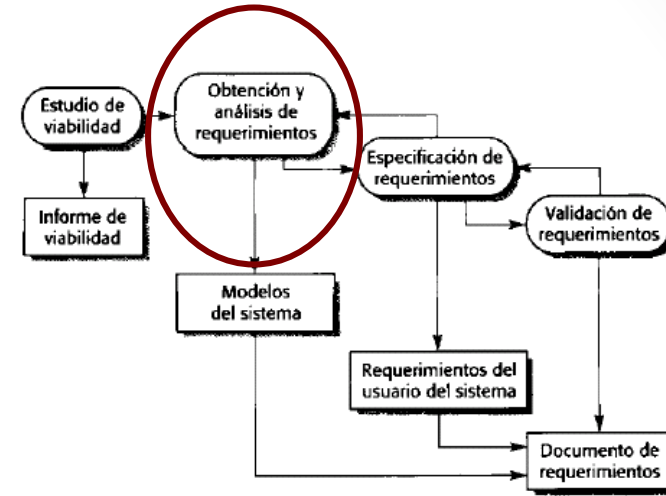 Estudio de
viabilidad
Obtención y
análisis de
requerimientos
Especificación de
requerimientos
Validación de
requerimientos
Informe de
viabilidad
Modelos
del sistema
Requerimientos del
usuario del sistema
Documento de
requerimientos